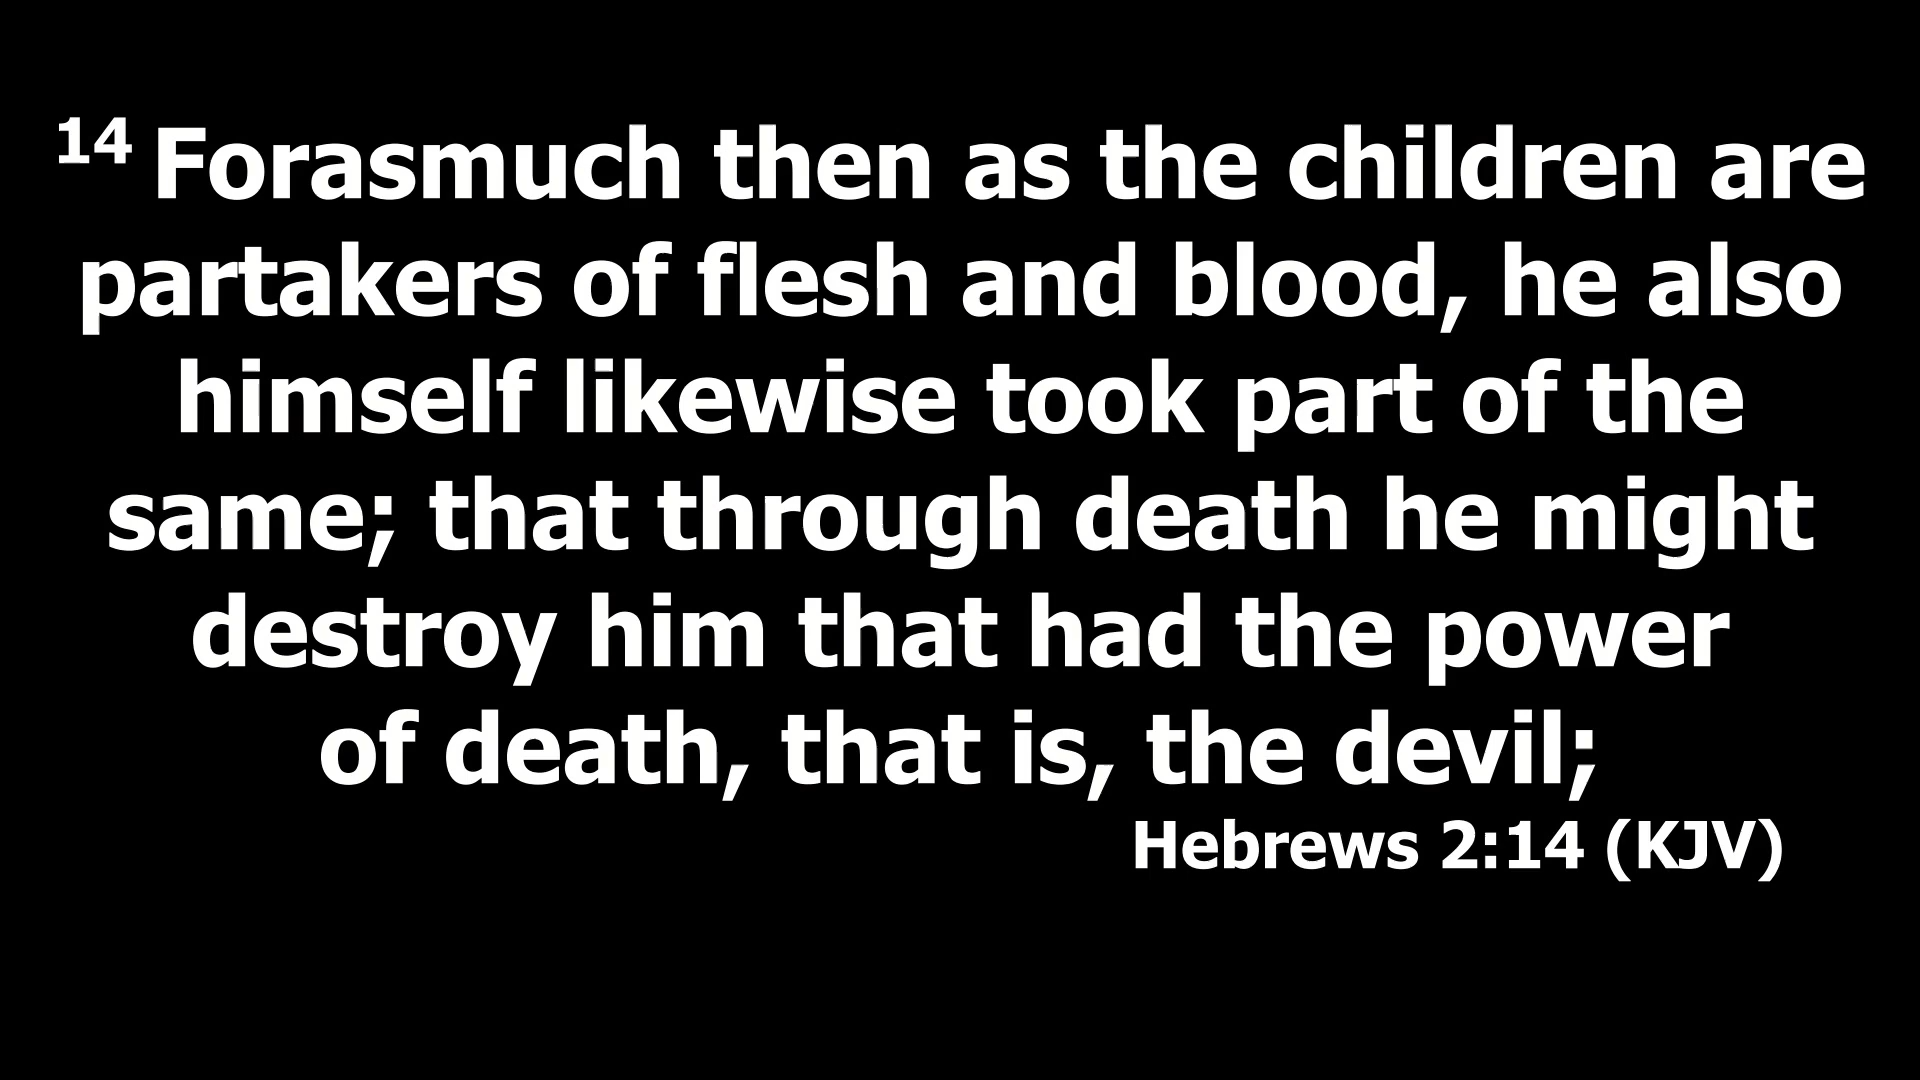 14 Forasmuch then as the children are
partakers of flesh and blood, he also
himself likewise took part of the
same; that through death he might
destroy him that had the power
of death, that is, the devil;
Hebrews 2:14 (KJV)